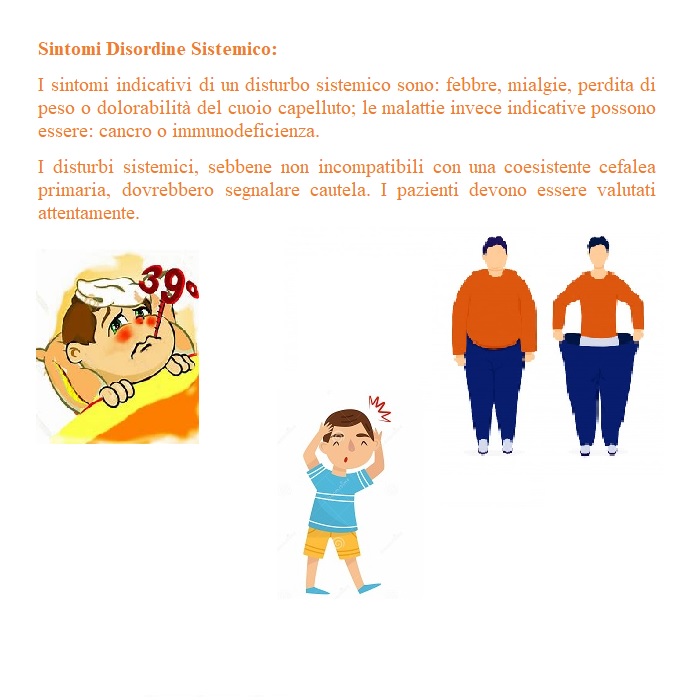 Sintomi Disordine Sistemico:
I sintomi indicativi di un disturbo sistemico sono: febbre, mialgie, perdita di
peso o dolorabilità del cuoio capelluto; le malattie invece indicative possono
essere: cancro o immunodeficienza.
I disturbi sistemici, sebbene non incompatibili con una coesistente cefalea
primaria, dovrebbero segnalare cautela. I pazienti devono essere valutati
attentamente.
39°